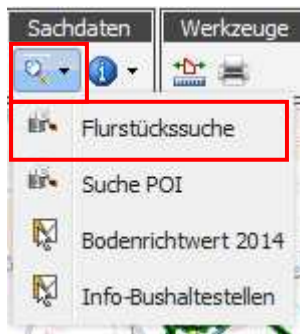 Sachdaten Werkzeuge
Flurstückssuche
Suche POI
Bodenrichtwert 2014
Info-Bushaltestellen